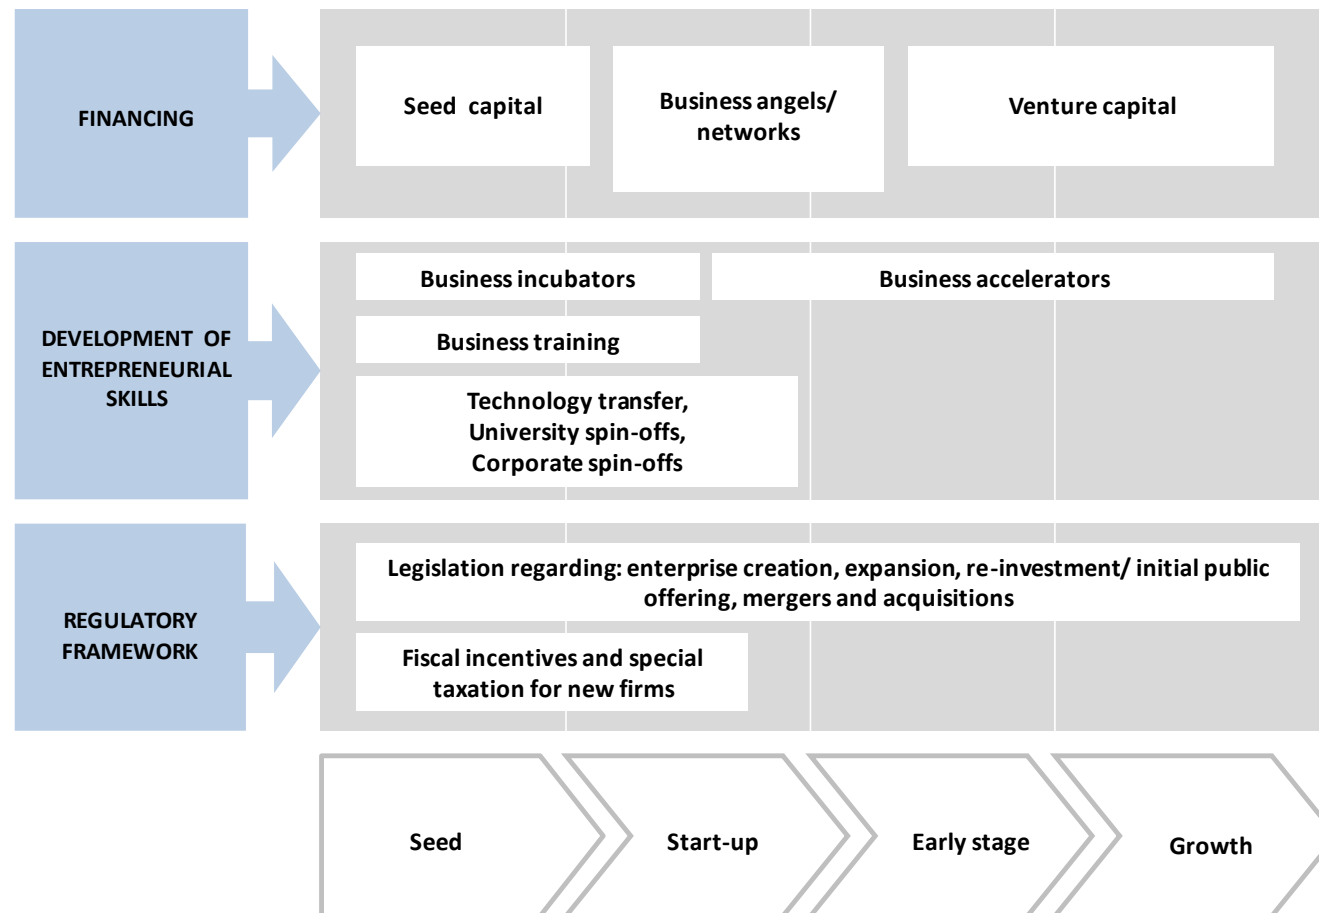 FINANCING
Seed capital
Business angels/
networks
Venture capital
DEVELOPMENT OF
ENTREPRENEURIAL
SKILLS
Business incubators
Business accelerators
Business training
Technology transfer,
University spin-offs,
Corporate spin-offs
REGULATORY
FRAMEWORK
Legislation regarding: enterprise creation, expansion, re-investment/ initial public
offering, mergers and acquisitions
Fiscal incentives and special
taxation for new firms
Seed
Start-up
Early stage
Growth